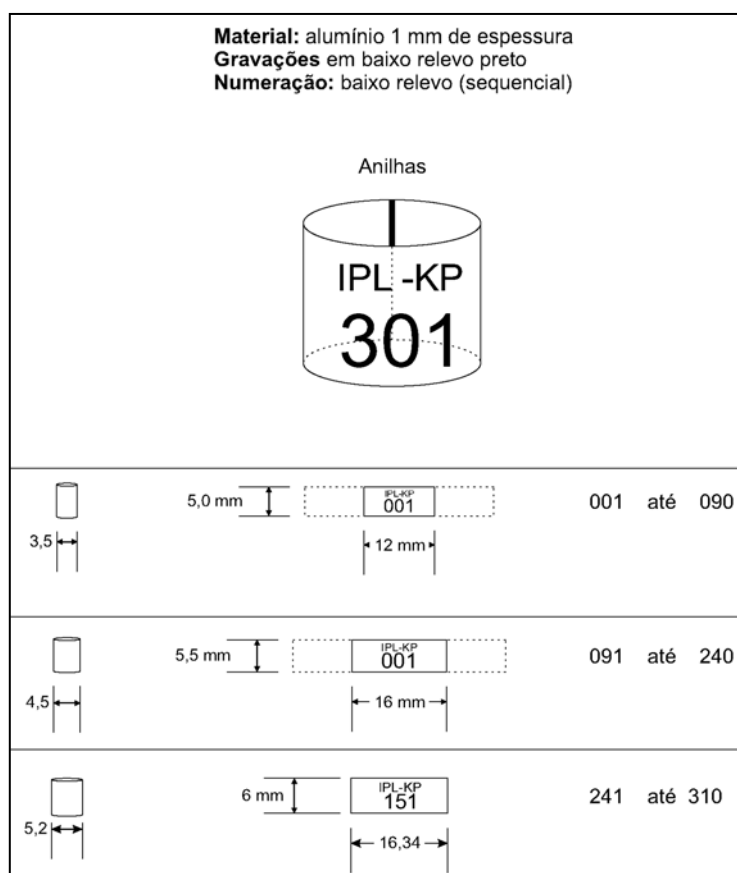 Material: alumínio 1 mm de espessura
Gravações em baixo relevo preto
Numeração: baixo relevo (sequencial)
Anilhas
IPL -KP
301
5,0 mm
IPL-KP
001
001 até 090
3,5
12 mm
5,5 mm
IPL-KP
001
091 até 240
4,5
16 mm
6 mm
IPL-KP
151
241 até 310
5,2
16,34